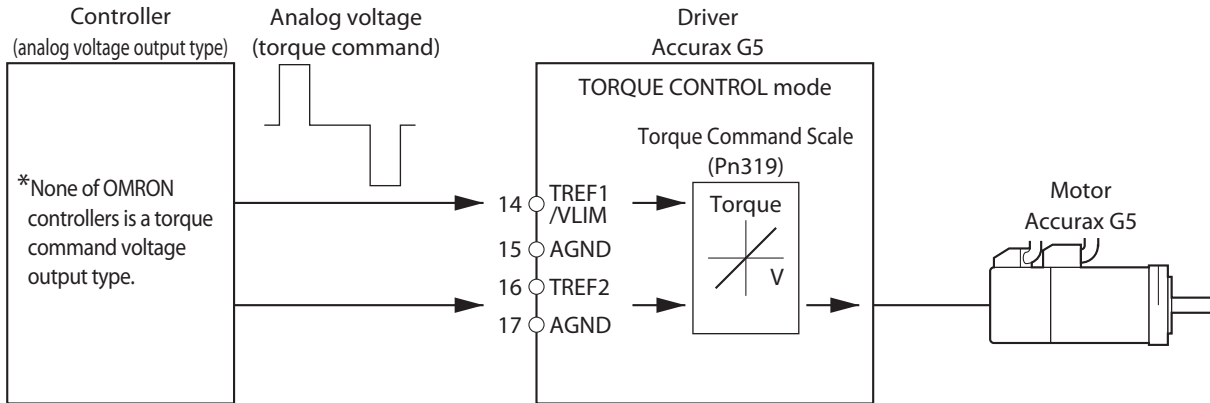 Controller
(analog voltage output type)
Analog voltage
(torque command)
Driver
Accurax G5
TORQUE CONTROL mode
Torque Command Scale
(Pn319)
*None of OMRON
controllers is a torque
command voltage
output type.
14 TREF1
/VLIM
15 AGND
16 TREF2
17 AGND
Torque
V
Motor
Accurax G5